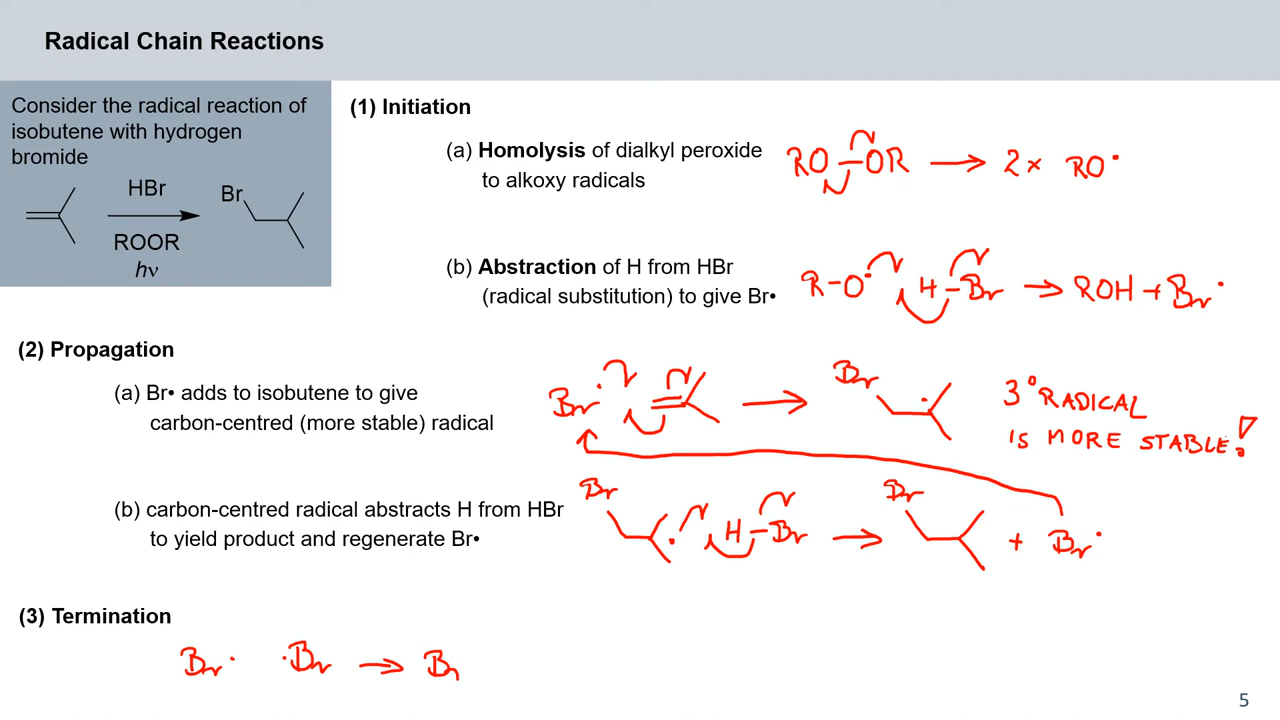 Radical Chain Reactions
Consider the radical reaction of
isobutene with hydrogen
bromide
HBr
Br
ROOR
hν
(1) Initiation
(a) Homolysis of dialkyl peroxide
to alkoxy radicals
RO–OR → 2× RO•
(b) Abstraction of H from HBr
(radical substitution) to give Br•
R-O• H–Br → ROH + Br•
(2) Propagation
(a) Br• adds to isobutene to give
carbon-centred (more stable) radical
Br• → Br
3° RADICAL
IS MORE STABLE!
(b) carbon-centred radical abstracts H from HBr
to yield product and regenerate Br•
Br • H–Br → Br + Br•
(3) Termination
Br• •Br → Br
5